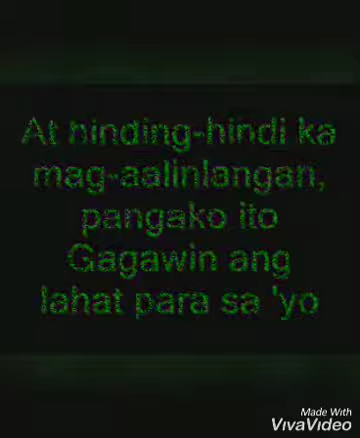 At hinding-hindi ka
mag-aalinlangan,
pangako ito
Gagawin ang
lahat para sa 'yo
Made With
VivaVideo